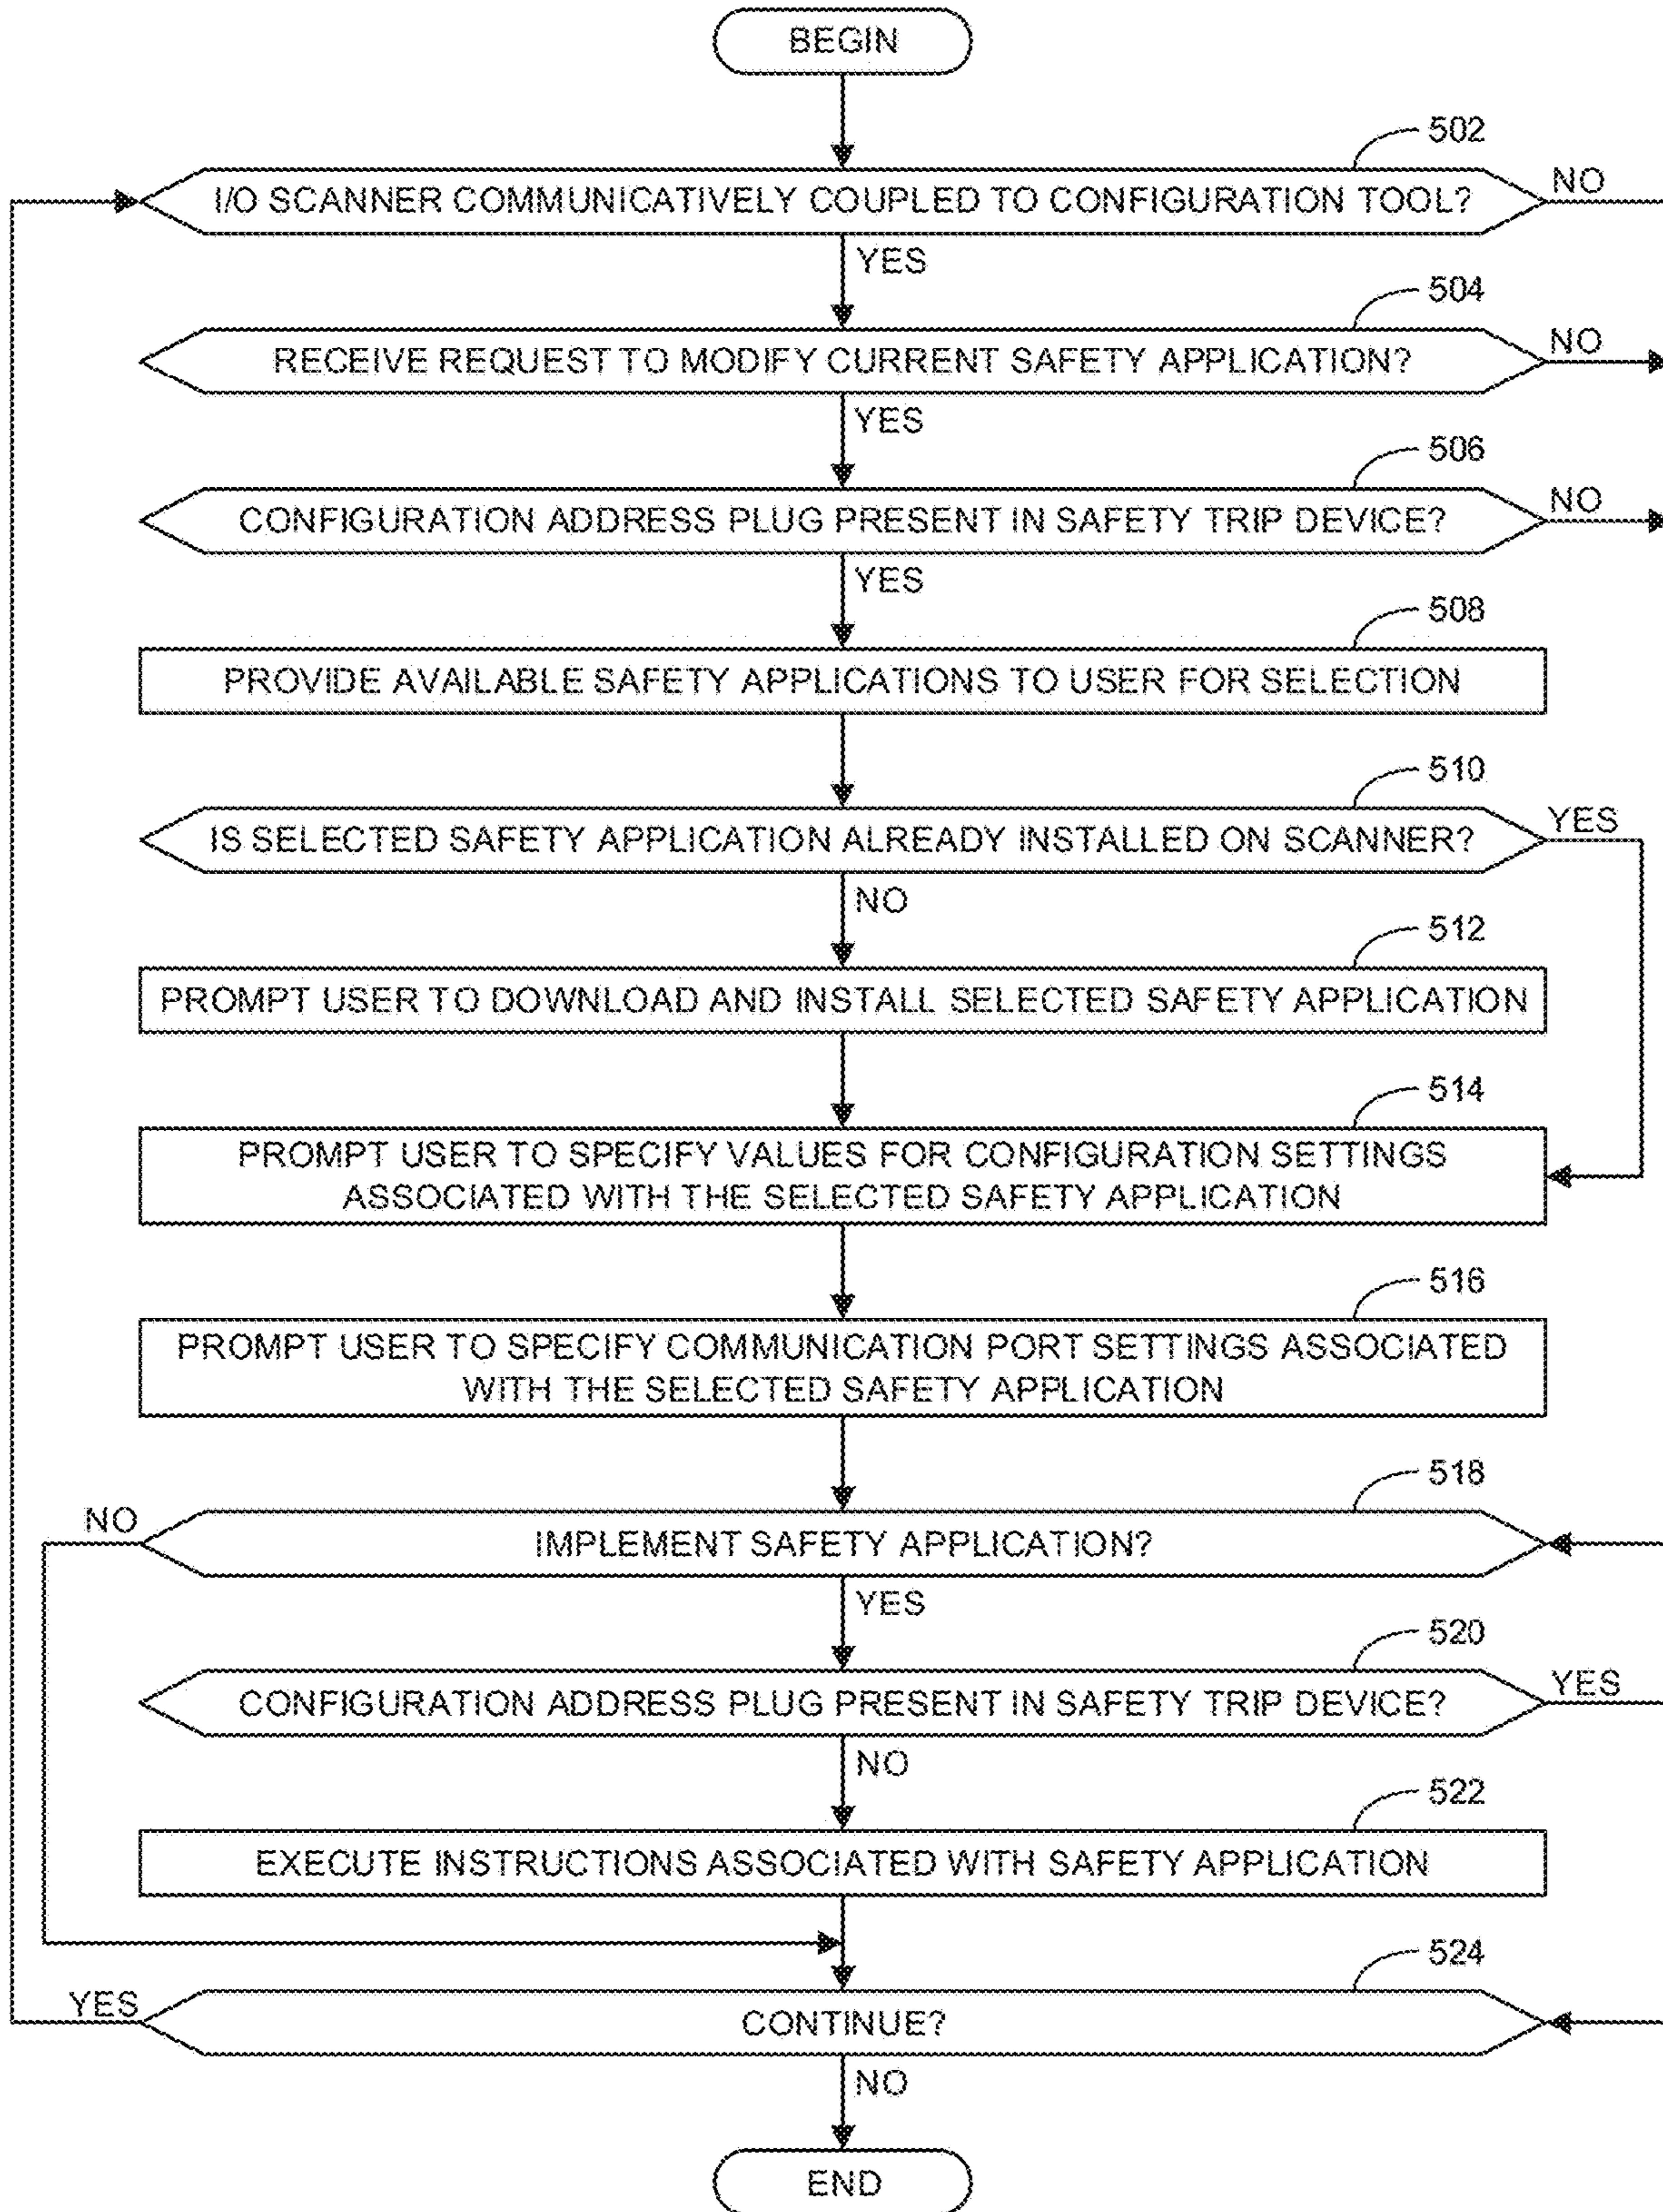 BEGIN
502
I/O SCANNER COMMUNICATIVELY COUPLED TO CONFIGURATION TOOL?
NO
YES
504
RECEIVE REQUEST TO MODIFY CURRENT SAFETY APPLICATION?
NO
YES
506
CONFIGURATION ADDRESS PLUG PRESENT IN SAFETY TRIP DEVICE?
NO
YES
508
PROVIDE AVAILABLE SAFETY APPLICATIONS TO USER FOR SELECTION
510
IS SELECTED SAFETY APPLICATION ALREADY INSTALLED ON SCANNER?
YES
NO
512
PROMPT USER TO DOWNLOAD AND INSTALL SELECTED SAFETY APPLICATION
514
PROMPT USER TO SPECIFY VALUES FOR CONFIGURATION SETTINGS
ASSOCIATED WITH THE SELECTED SAFETY APPLICATION
516
PROMPT USER TO SPECIFY COMMUNICATION PORT SETTINGS ASSOCIATED
WITH THE SELECTED SAFETY APPLICATION
518
NO
IMPLEMENT SAFETY APPLICATION?
YES
520
CONFIGURATION ADDRESS PLUG PRESENT IN SAFETY TRIP DEVICE?
YES
NO
522
EXECUTE INSTRUCTIONS ASSOCIATED WITH SAFETY APPLICATION
524
YES
CONTINUE?
NO
END